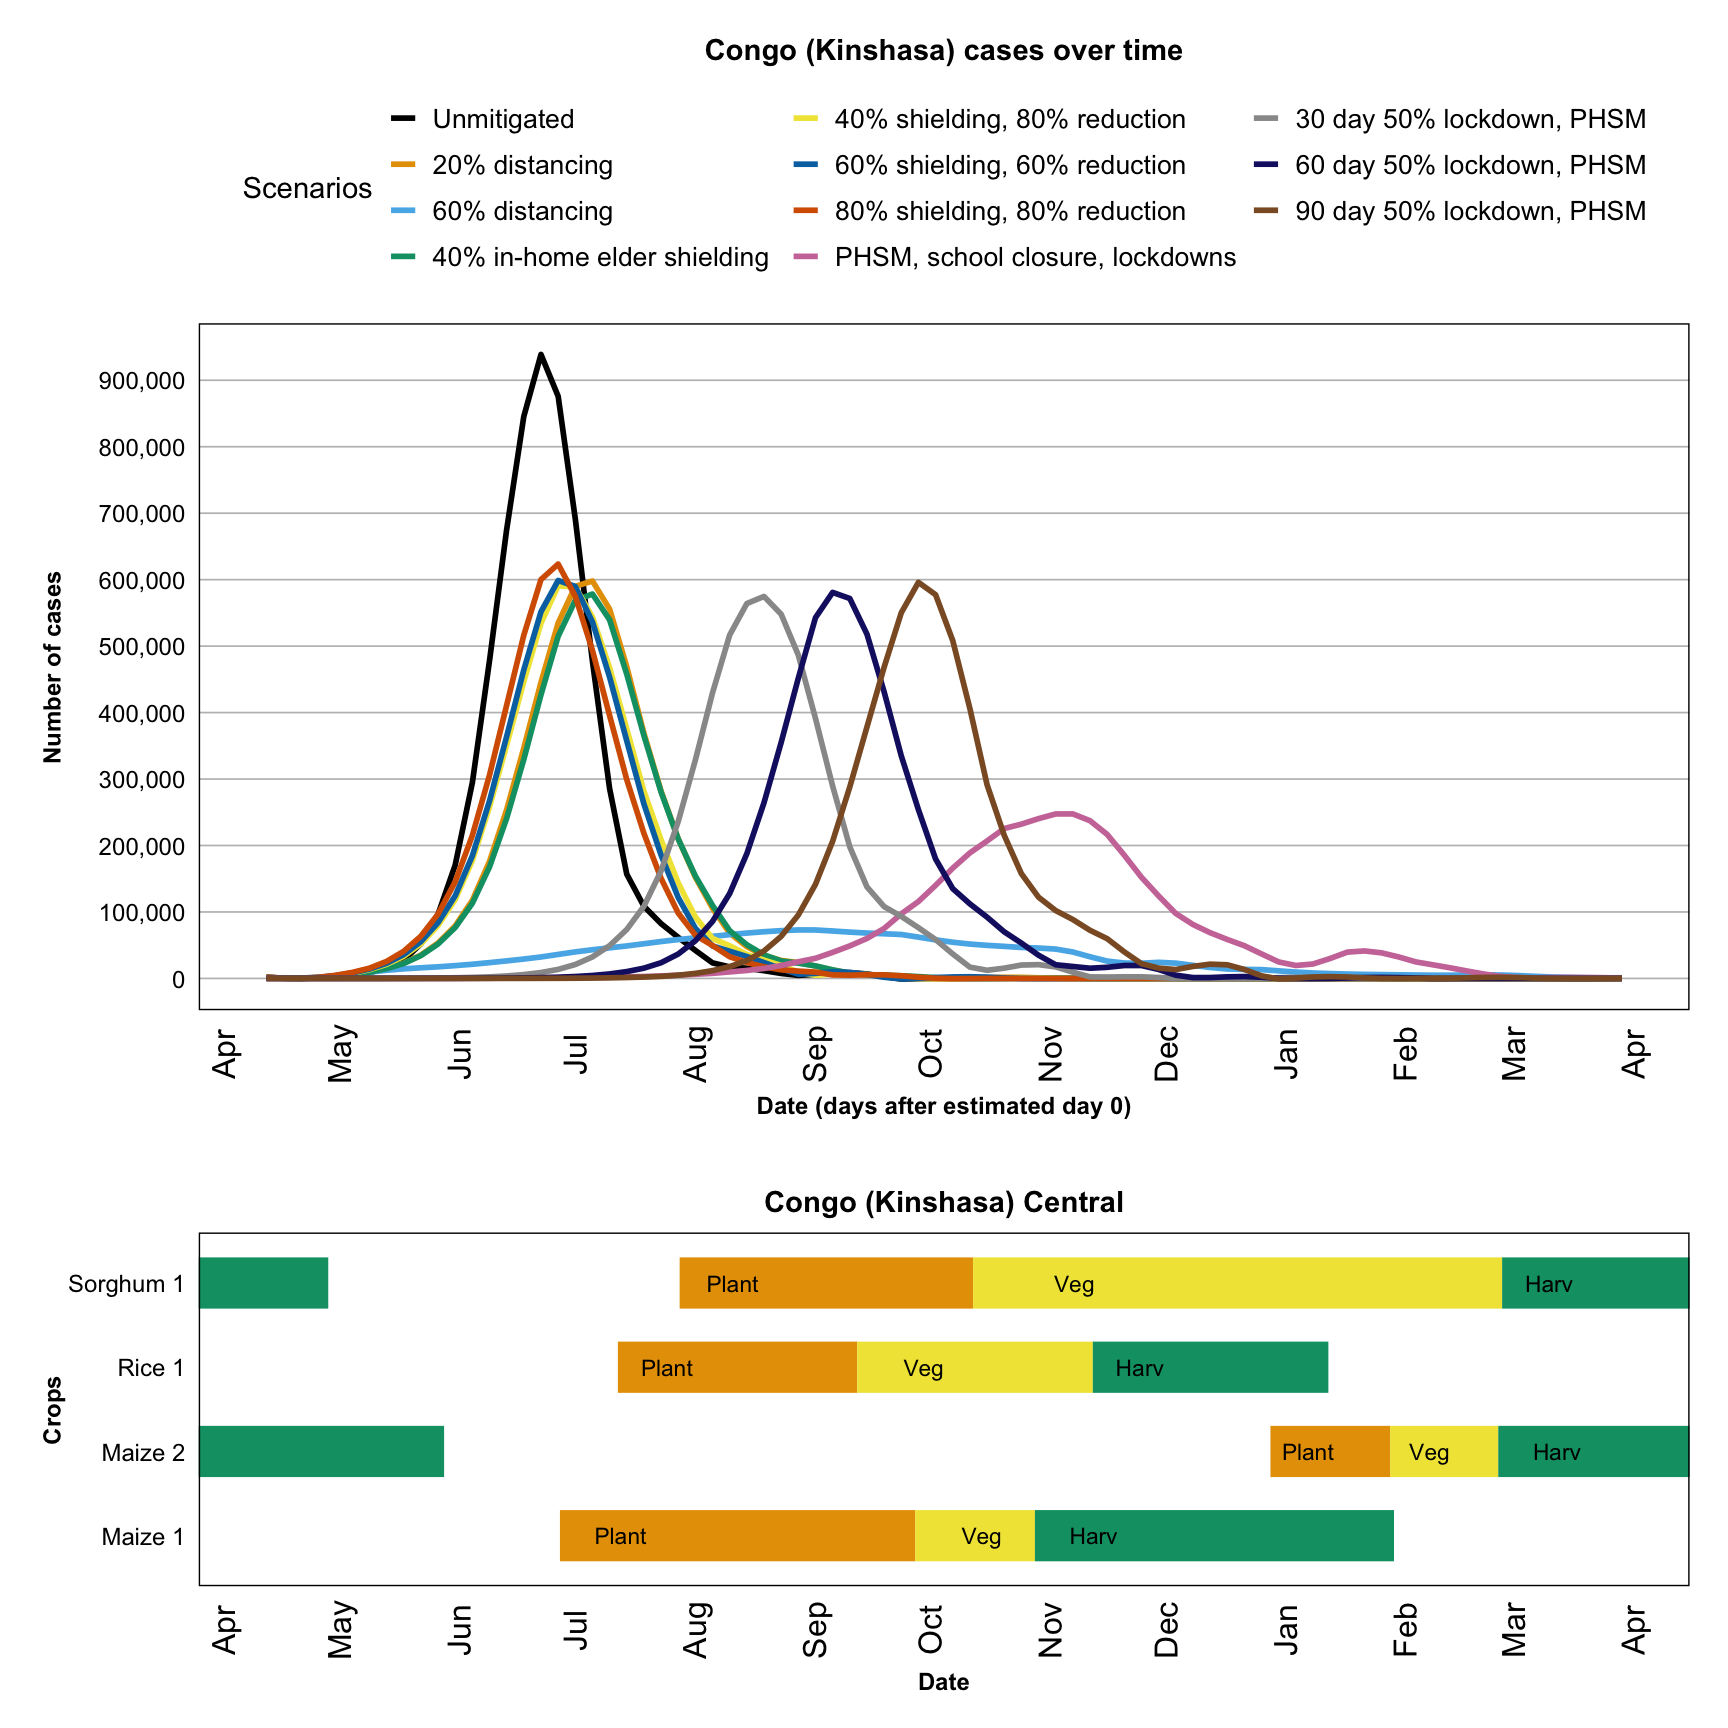 Congo (Kinshasa) cases over time
Scenarios
Unmitigated
20% distancing
60% distancing
40% in-home elder shielding
40% shielding, 80% reduction
60% shielding, 60% reduction
80% shielding, 80% reduction
PHSM, school closure, lockdowns
30 day 50% lockdown, PHSM
60 day 50% lockdown, PHSM
90 day 50% lockdown, PHSM
Number of cases
900,000
800,000
700,000
600,000
500,000
400,000
300,000
200,000
100,000
0
Apr May Jun Jul Aug Sep Oct Nov Dec Jan Feb Mar Apr
Date (days after estimated day 0)
Congo (Kinshasa) Central
Crops
Sorghum 1 Plant Veg Harv
Rice 1 Plant Veg Harv
Maize 2 Plant Veg Harv
Maize 1 Plant Veg Harv
Apr May Jun Jul Aug Sep Oct Nov Dec Jan Feb Mar Apr
Date